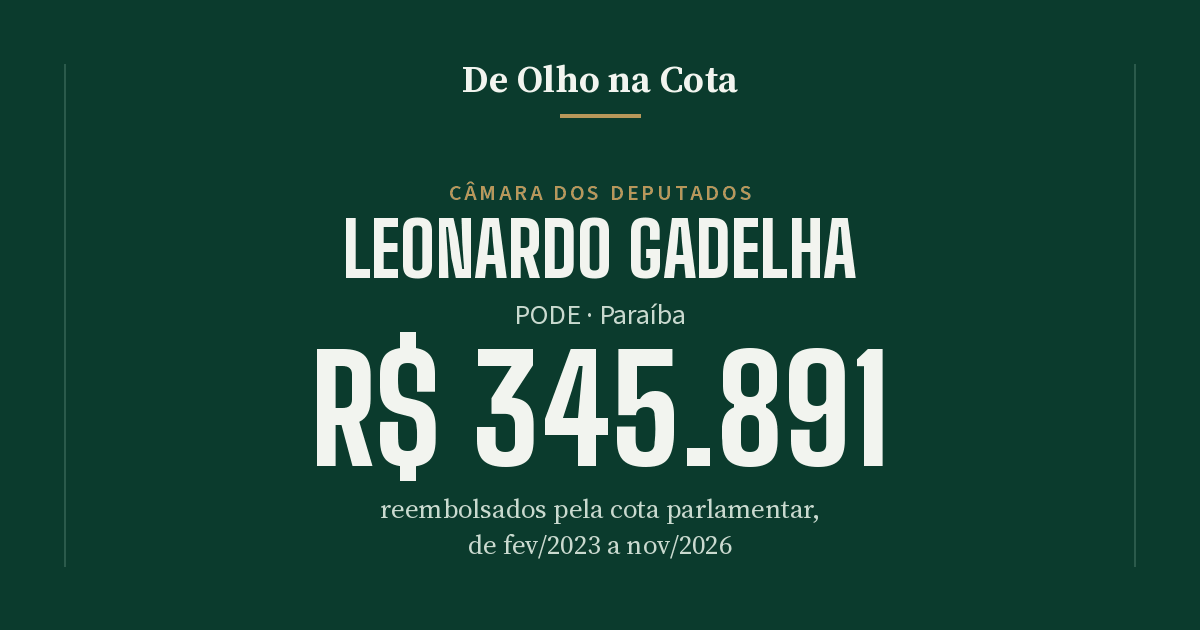 De Olho na Cota
CÂMARA DOS DEPUTADOS
LEONARDO GADELHA
PODE · Paraíba
R$ 345.891
reembolsados pela cota parlamentar,
de fev/2023 a nov/2026